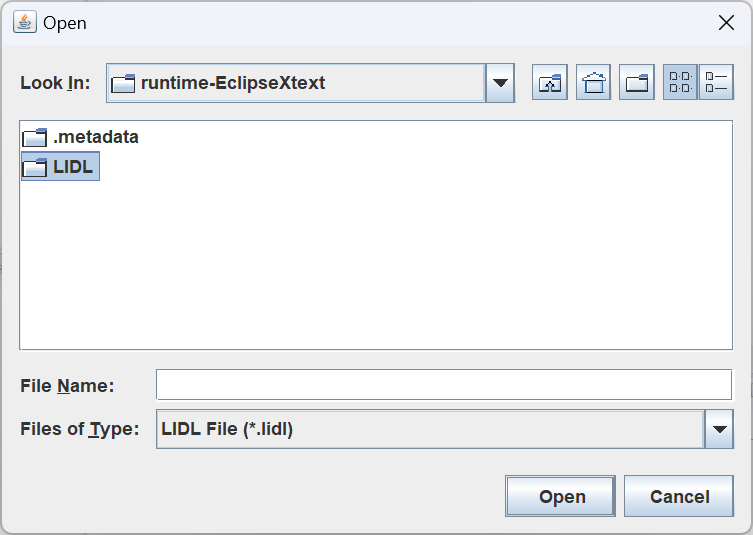 Open
Look In: runtime-EclipseXtext
.metadata
LIDL
File Name:
Files of Type: LIDL File (*.lidl)
Open Cancel